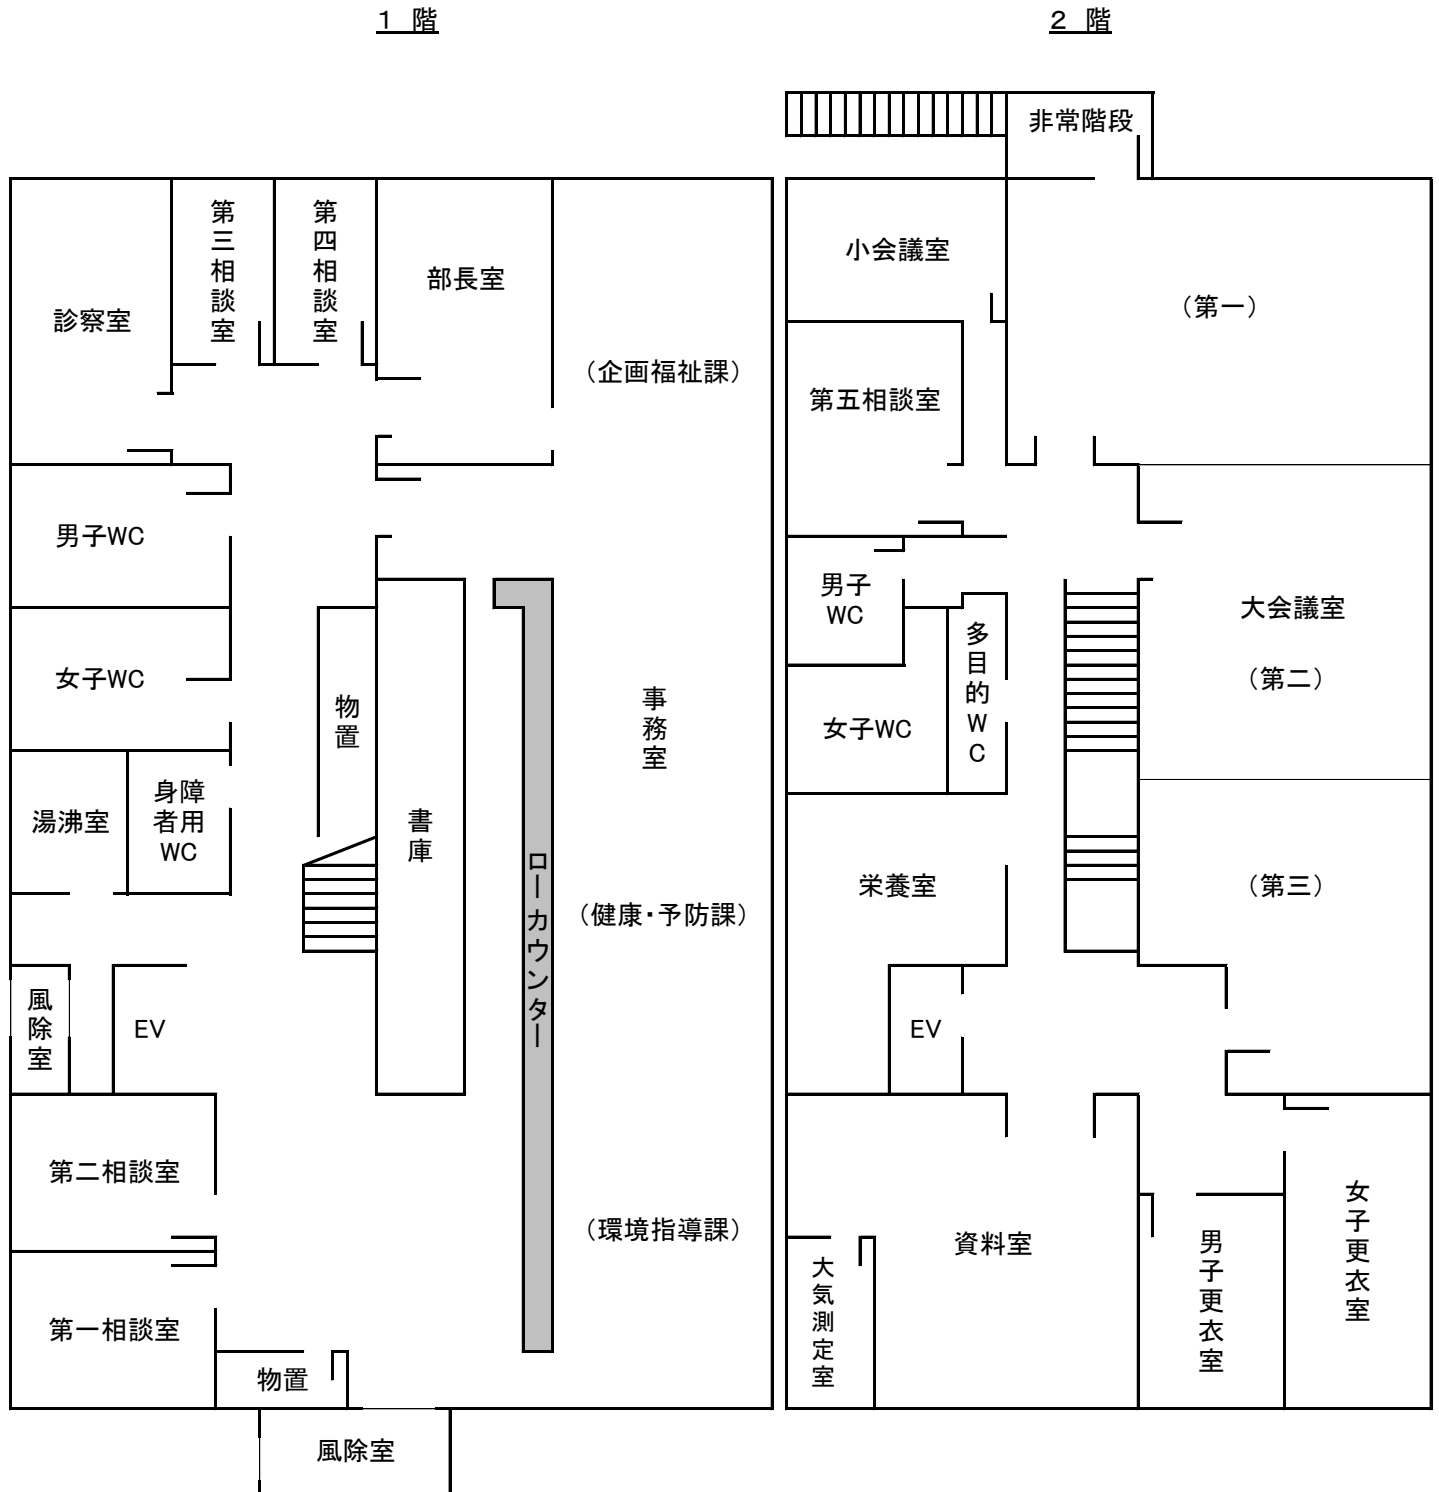 1 階
診察室
第三相談室
第四相談室
部長室
(企画福祉課)
男子WC
女子WC
湯沸室
身障
者用
WC
物置
書庫
ローカウンター
事務室
(健康・予防課)
風除室
EV
第二相談室
第一相談室
(環境指導課)
物置
風除室
2 階
非常階段
小会議室
(第一)
第五相談室
男子
WC
女子WC
多目的WC
大会議室
(第二)
栄養室
(第三)
EV
資料室
大気測定室
男子更衣室
女子更衣室